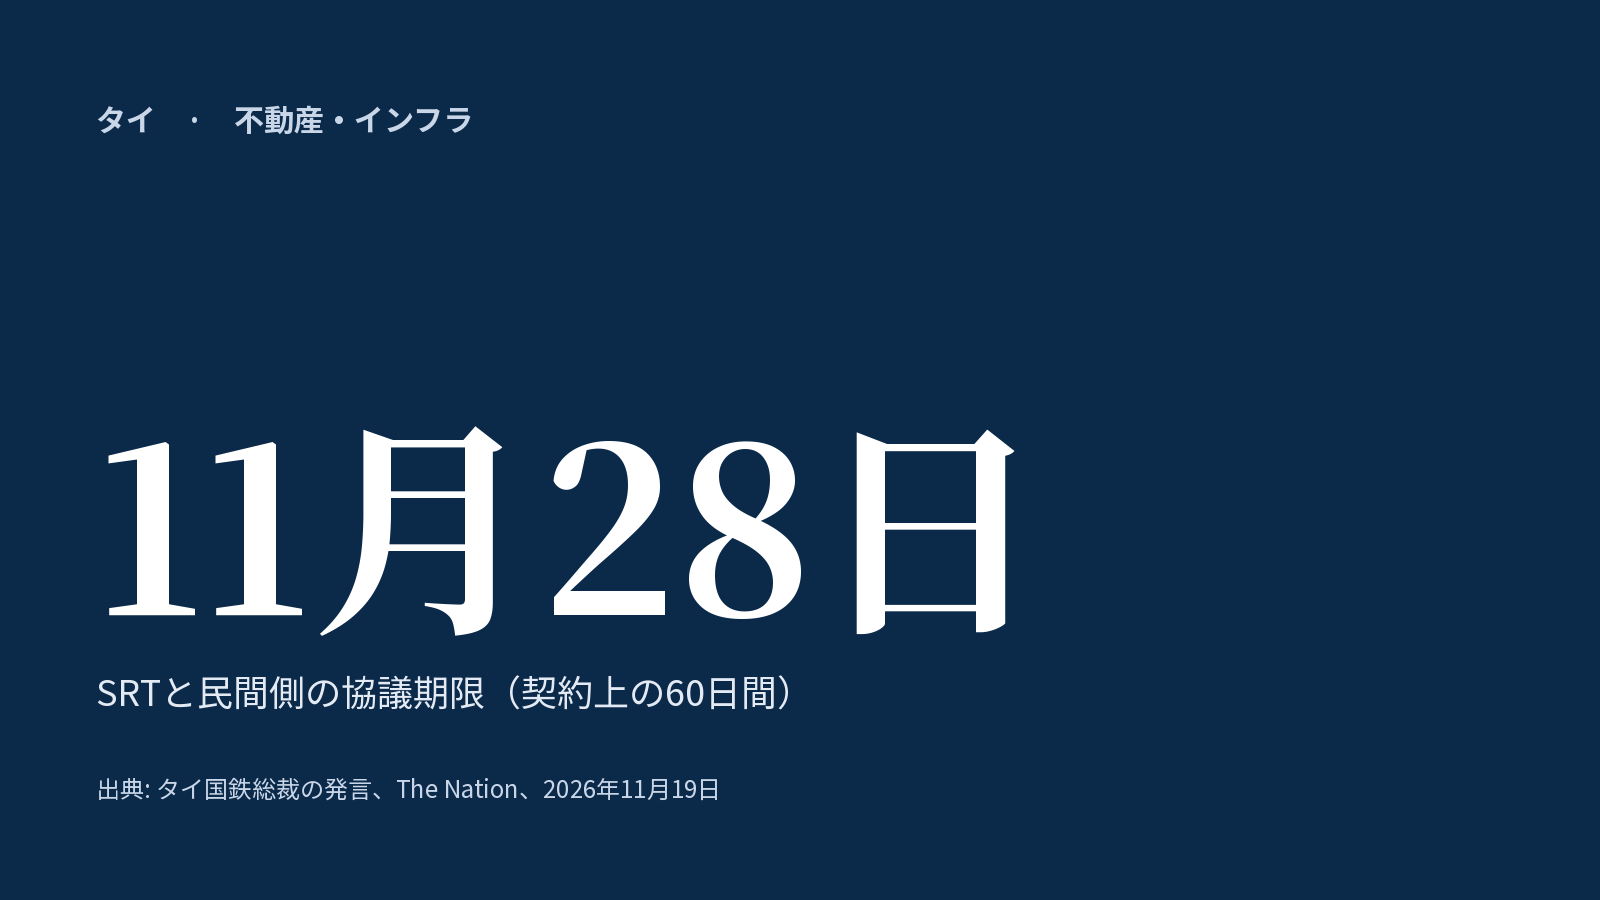 タイ ・ 不動産・インフラ
11月28日
SRTと民間側の協議期限（契約上の60日間）
出典: タイ国鉄総裁の発言、The Nation、2026年11月19日